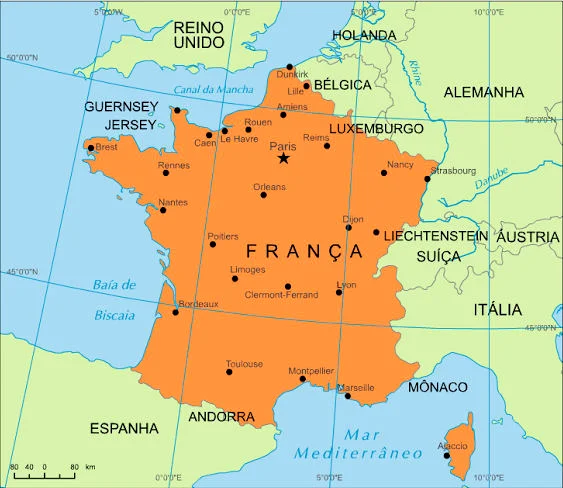 5°0'0"W
0°0'0"E
5°0'0"E
10°0'0"E
REINO
UNIDO
HOLANDA
50°0'0"N
Dunkirk
Rhine
Canal da Mancha
Lille
BÉLGICA
ALEMANHA
GUERNSEY
JERSEY
Amiens
50°0'0"N
Rouen
Le Havre
Caen
LUXEMBURGO
Reims
Paris
Brest
Rennes
Nancy
Strasbourg
Danube
Orleans
Nantes
Dijon
Poitiers
FRANÇA
LIECHTENSTEIN
ÁUSTRIA
SUÍÇA
45°0'0"N
Limoges
Baía de
Biscaia
Clermont-Ferrand
Lyon
Bordeaux
ITÁLIA
45°0'0"N
Toulouse
Montpellier
Marseille
MÔNACO
ANDORRA
ESPANHA
Mar
Mediterrâneo
Ajaccio
80 40 0 80 km
0°0'0"E
5°0'0"E
10°0'0"E